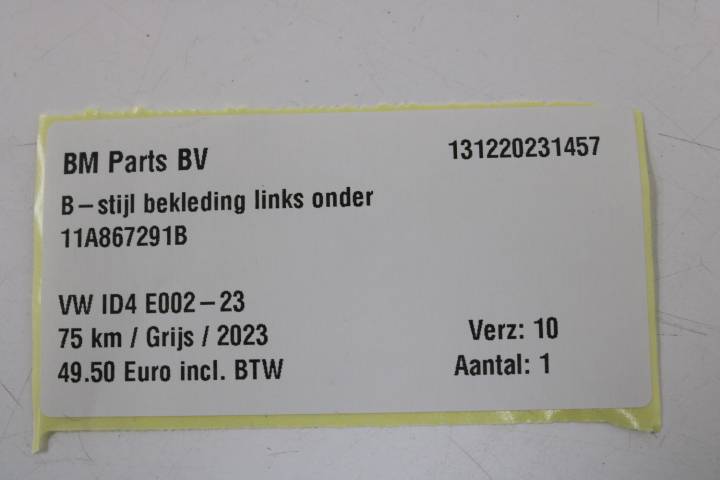 BM Parts BV 131220231457
B-stijl bekleding links onder
11A867291B
VW ID4 E002-23
75 km / Grijs / 2023 Verz: 10
49.50 Euro incl. BTW Aantal: 1